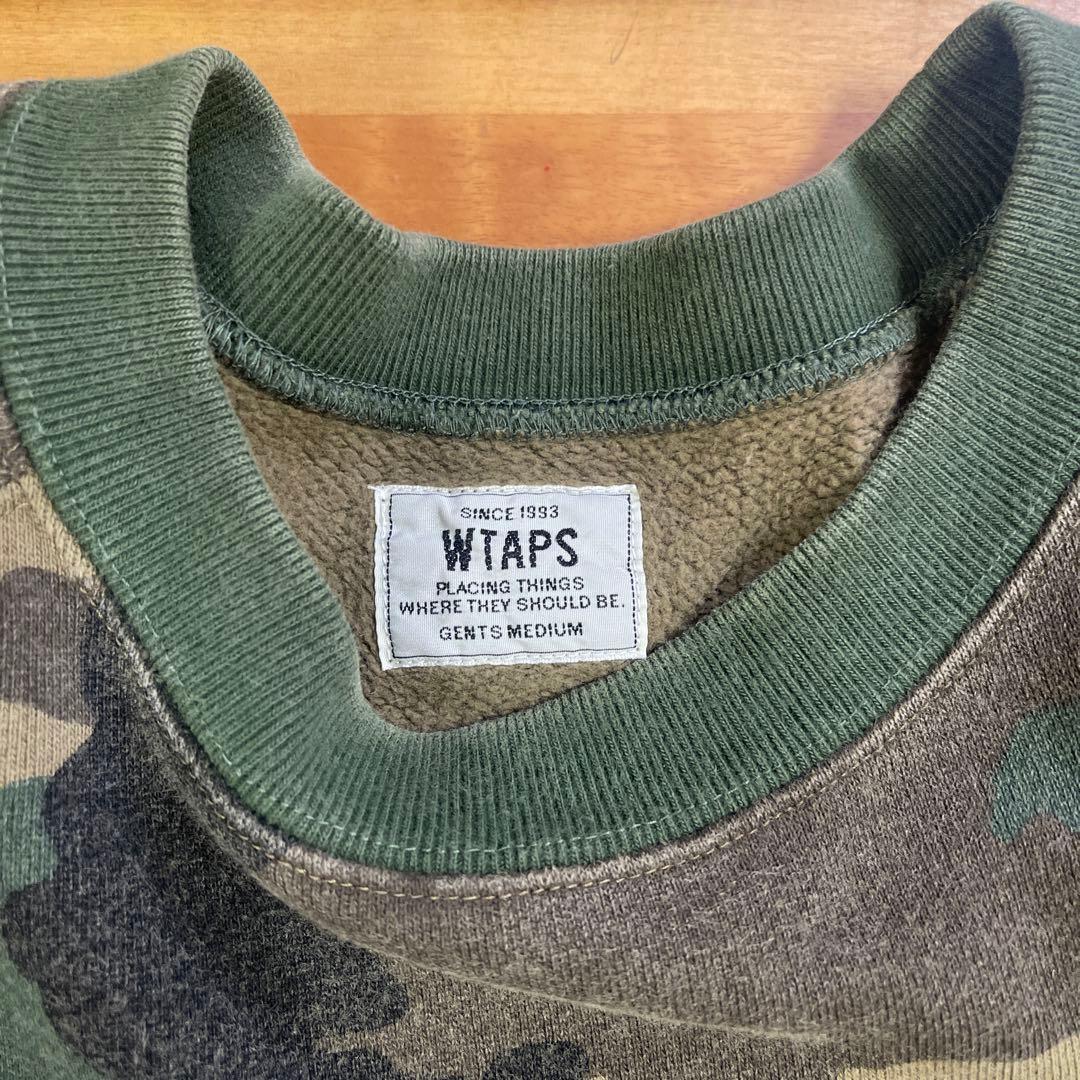 SINCE 1993
WTAPS
PLACING THINGS
WHERE THEY SHOULD BE.
GENTS MEDIUM